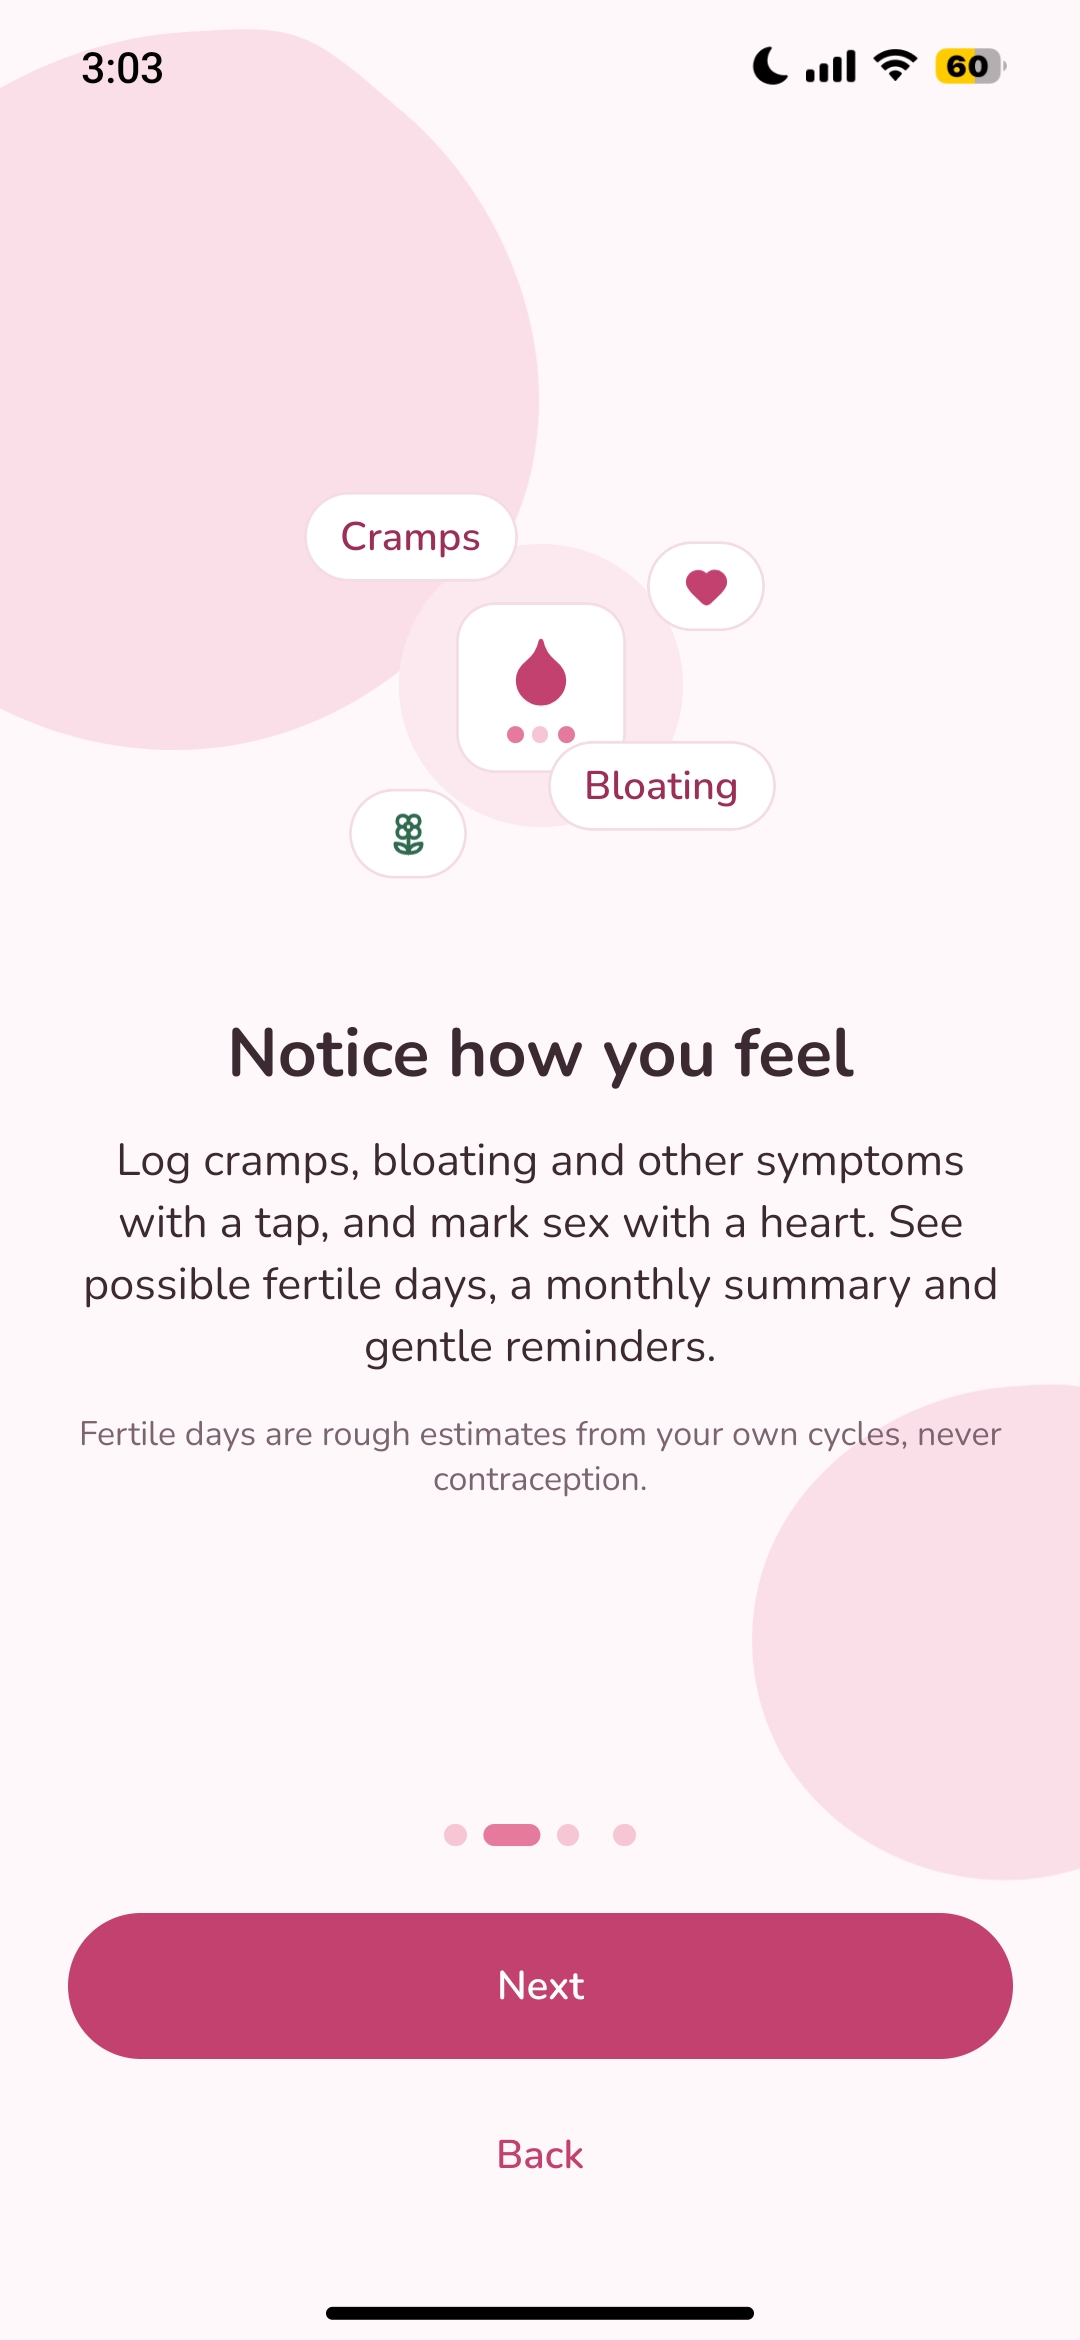 3:03
60
Cramps
Bloating
Notice how you feel
Log cramps, bloating and other symptoms
with a tap, and mark sex with a heart. See
possible fertile days, a monthly summary and
gentle reminders.
Fertile days are rough estimates from your own cycles, never
contraception.
Next
Back